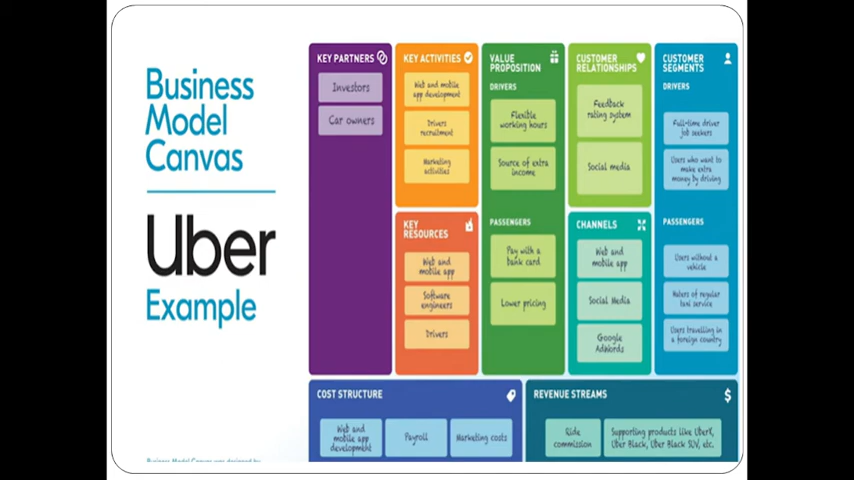 Business
Model
Canvas
Uber
Example
KEY PARTNERS
Investors
Car owners
KEY ACTIVITIES
Web and mobile
app development
Drivers
recruitment
Marketing
activities
KEY
RESOURCES
Web and
mobile app
Software
engineers
Drivers
VALUE
PROPOSITION
DRIVERS
Flexible
working hours
Source of extra
income
PASSENGERS
Pay with a
bank card
Lower pricing
CUSTOMER
RELATIONSHIPS
Feedback
rating system
Social media
CHANNELS
Web and
mobile app
Social Media
Google
AdWords
CUSTOMER
SEGMENTS
DRIVERS
Full-time driver
job seekers
Users who want to
make extra
money by driving
PASSENGERS
Users without a
vehicle
Haters of regular
taxi service
Users travelling in
a foreign country
COST STRUCTURE
Web and
mobile app
development
Payroll
Marketing costs
REVENUE STREAMS
$
Ride
commission
Supporting products like UberX,
Uber Black, Uber Black SUV, etc.
Business Model Canvas was designed by